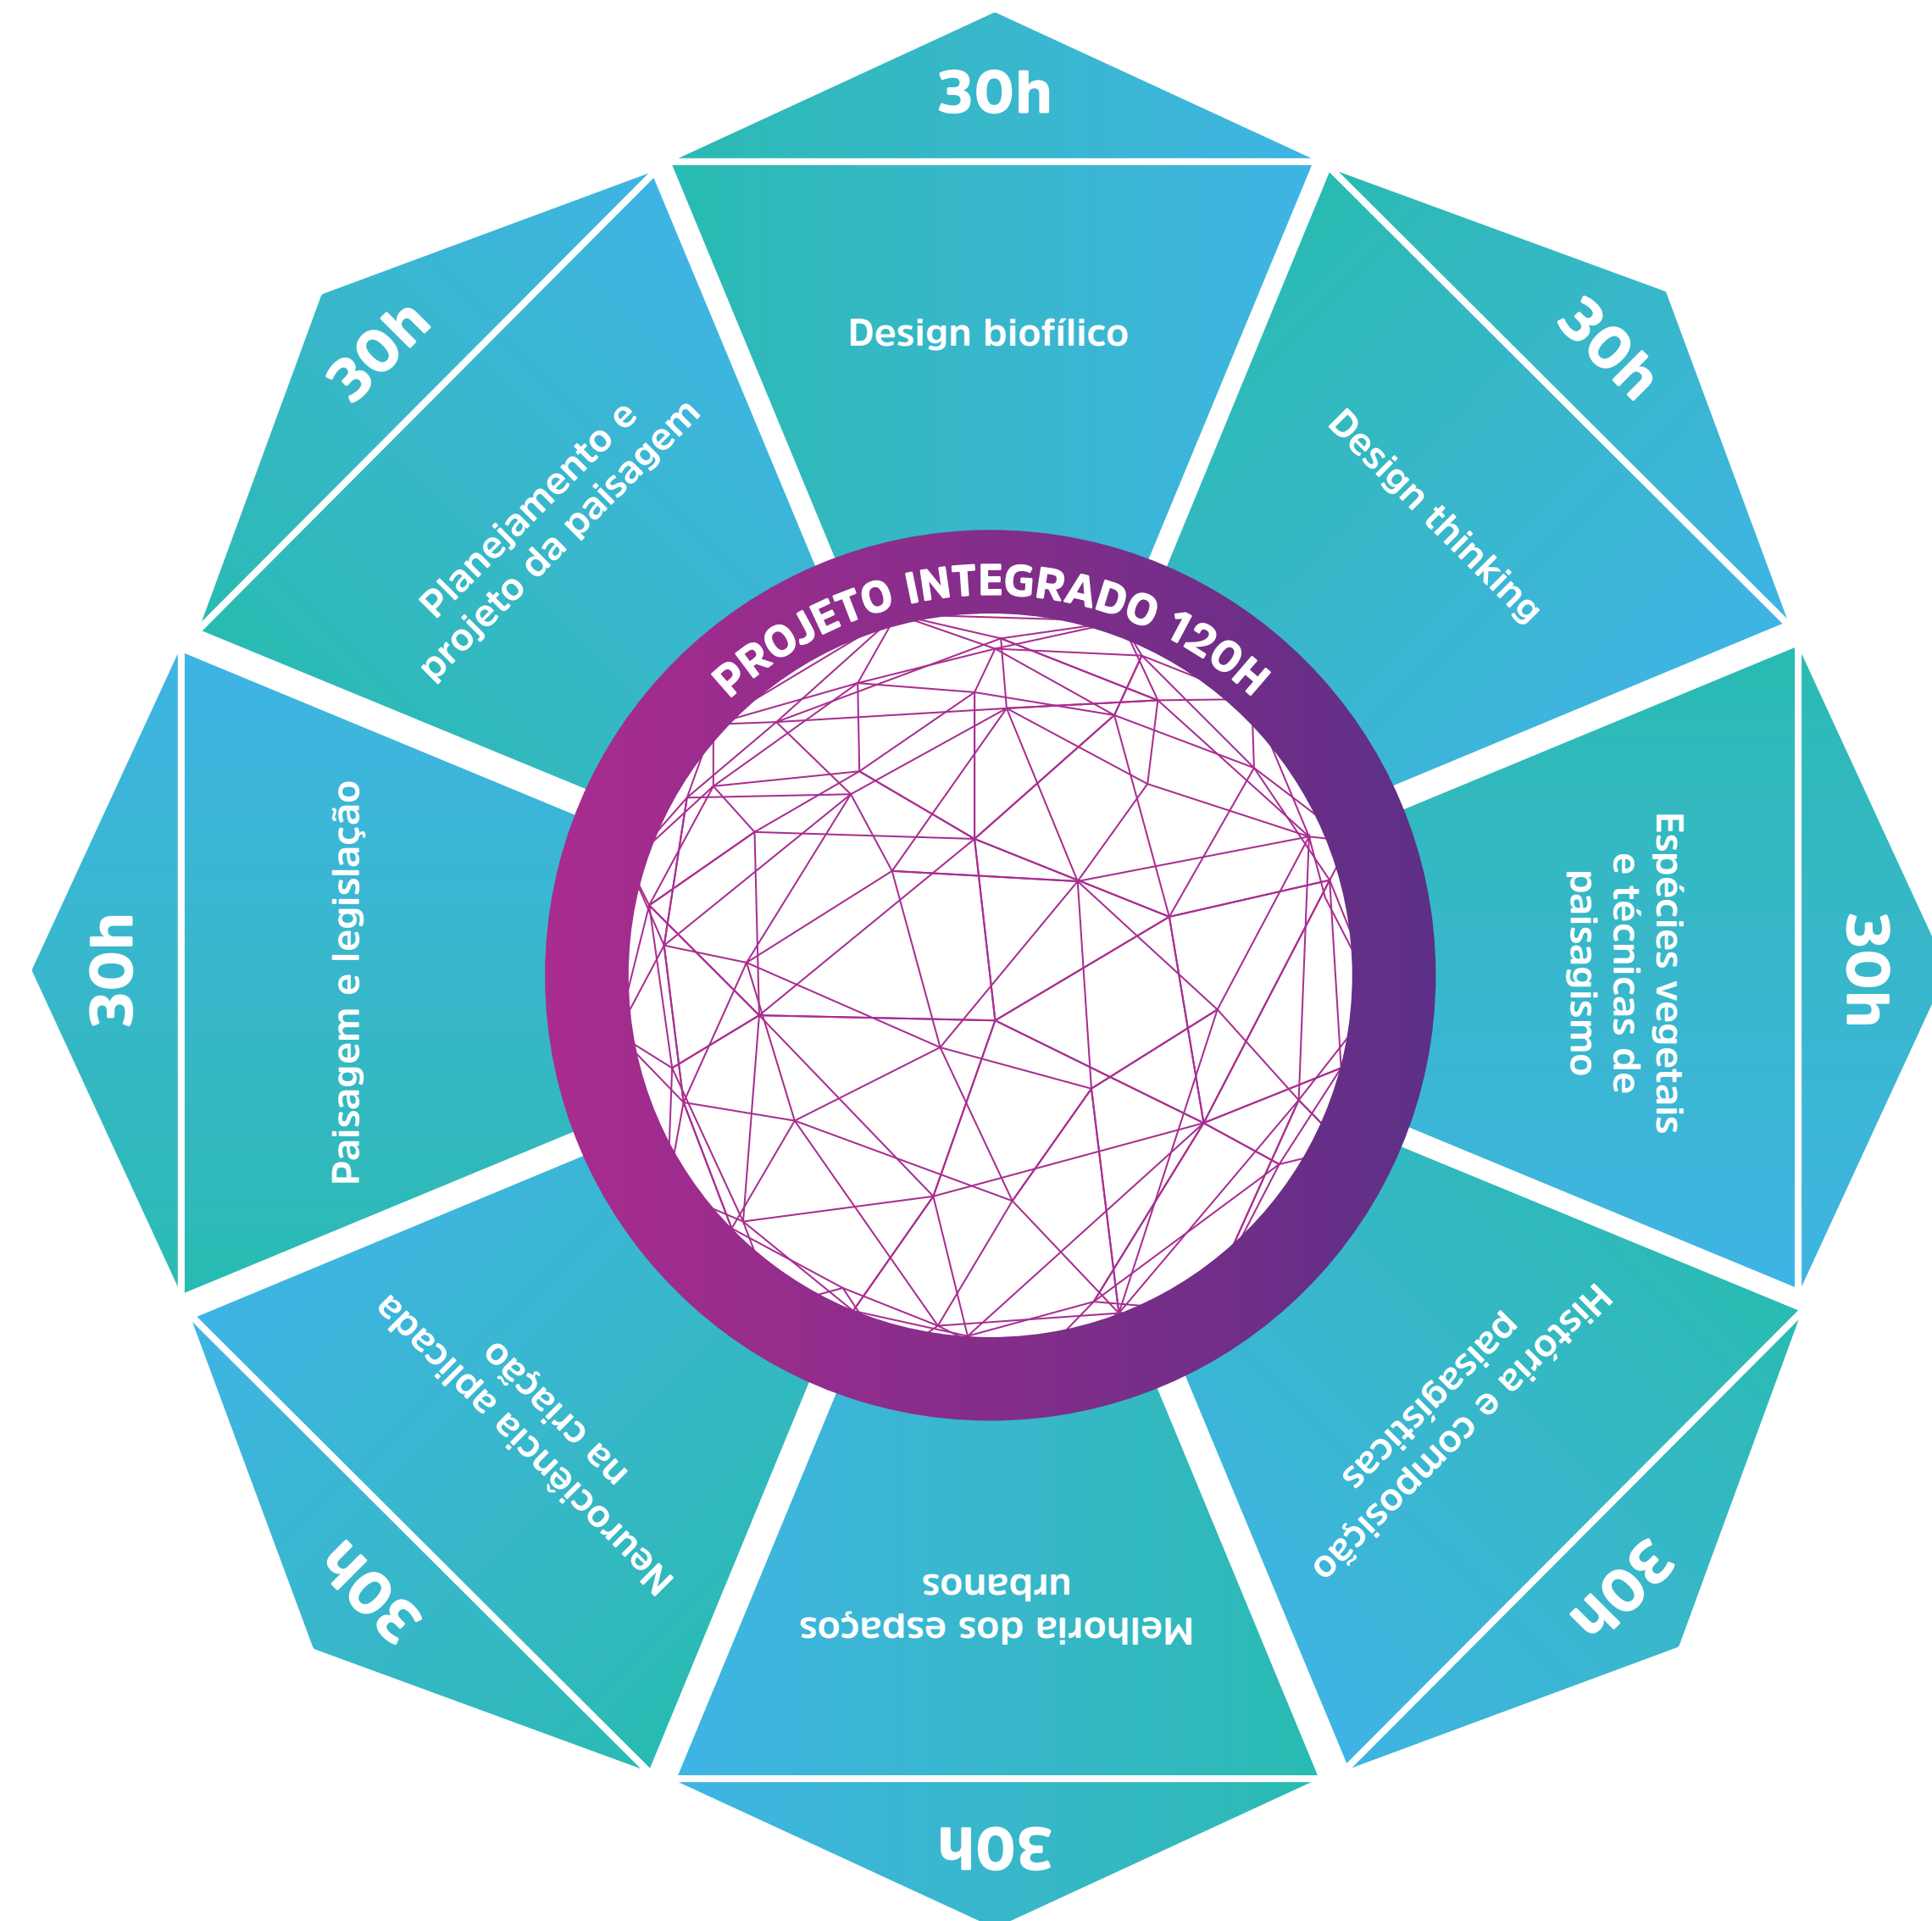 30h
Design biofílico
30h
Design thinking
30h
Espécies vegetais
e técnicas de
paisagismo
30h
História e composição
paisagísticas
30h
Melhoria dos espaços
urbanos
30h
Neurociência aplicada
na criação
30h
Paisagem e legislação
30h
Planejamento e
projeto da paisagem
PROJETO INTEGRADO 120H